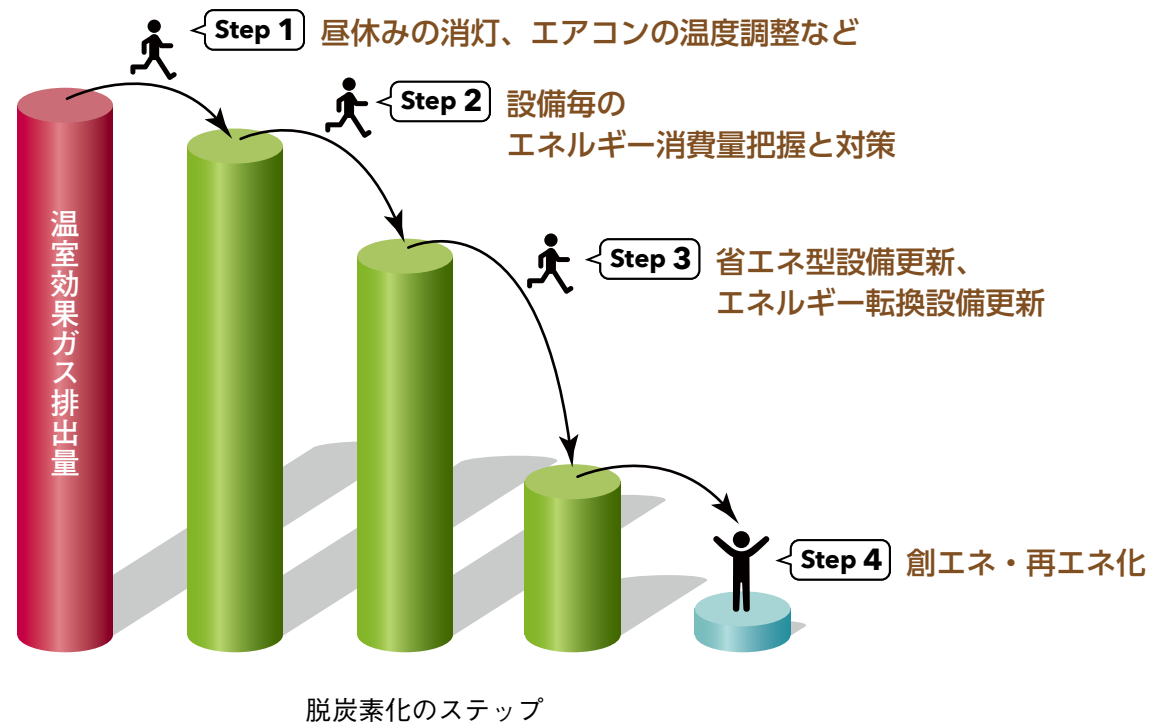 Step 1 昼休みの消灯、エアコンの温度調整など
Step 2 設備毎の
エネルギー消費量把握と対策
Step 3 省エネ型設備更新、
エネルギー転換設備更新
温室効果ガス排出量
Step 4 創エネ・再エネ化
脱炭素化のステップ